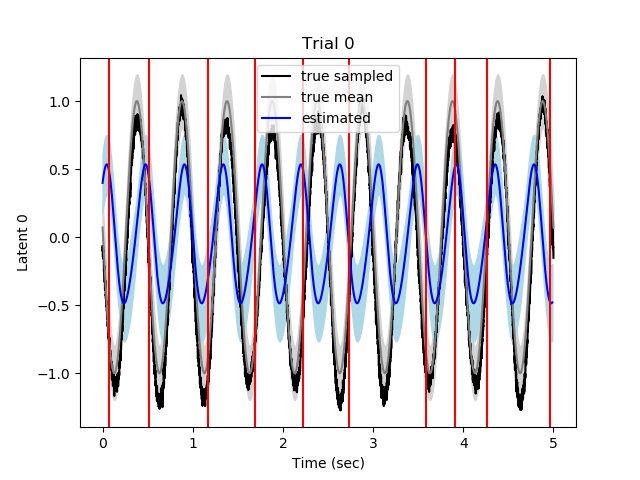 Trial 0
true sampled
true mean
estimated
1.0
0.5
0.0
−0.5
−1.0
Latent 0
0 1 2 3 4 5
Time (sec)